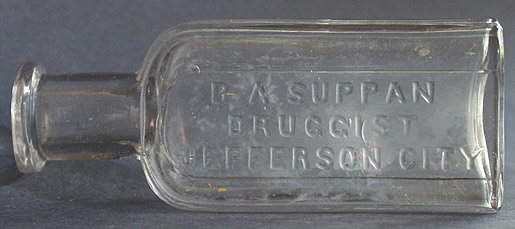 B. A. SUPPAN
DRUGGIST
JEFFERSON CITY